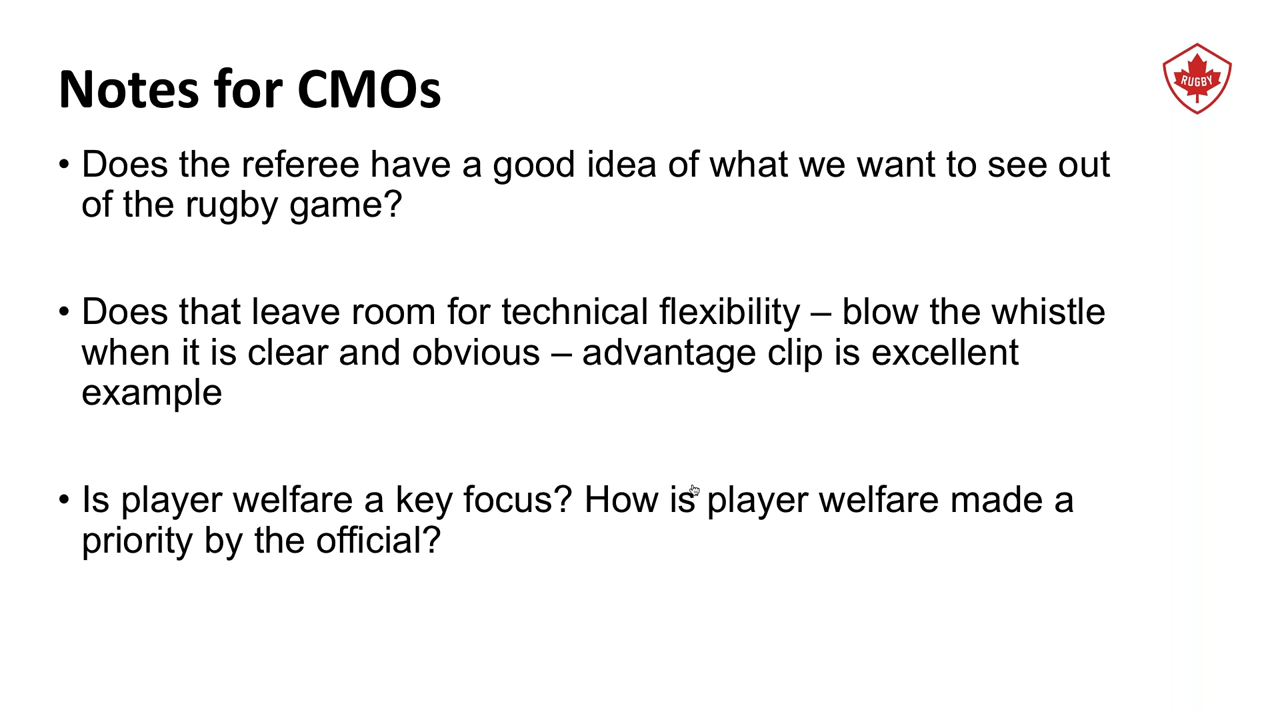 Notes for CMOs
RUGBY
• Does the referee have a good idea of what we want to see out
of the rugby game?
• Does that leave room for technical flexibility – blow the whistle
when it is clear and obvious – advantage clip is excellent
example
• Is player welfare a key focus? How is player welfare made a
priority by the official?